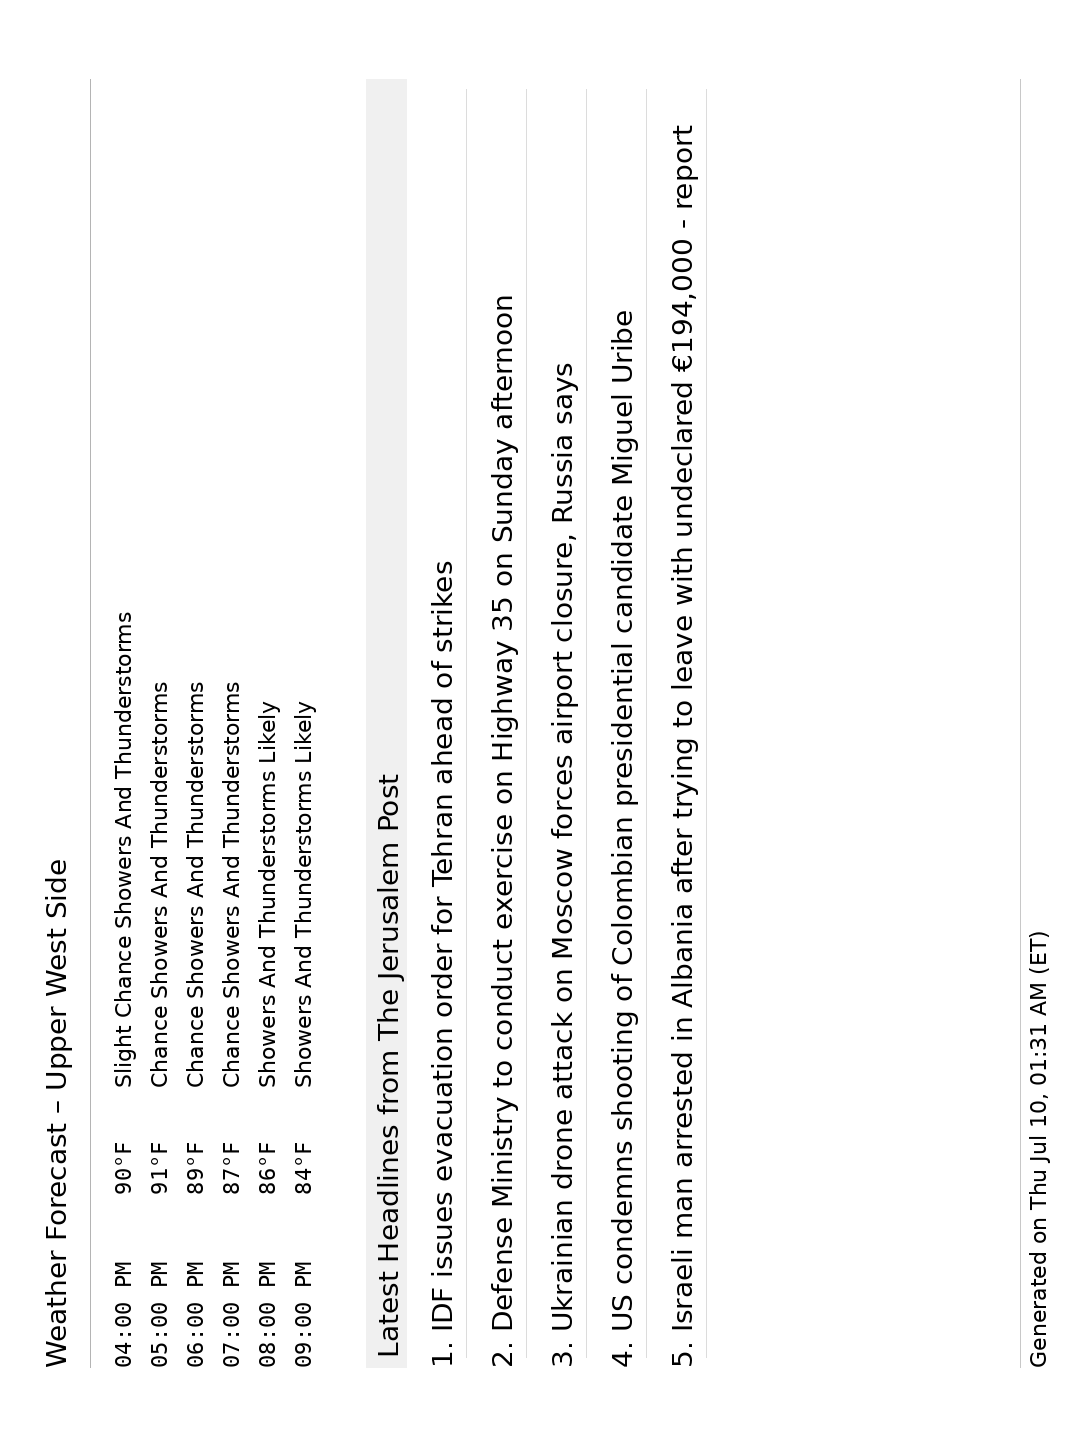 Weather Forecast – Upper West Side
04:00 PM 90°F Slight Chance Showers And Thunderstorms
05:00 PM 91°F Chance Showers And Thunderstorms
06:00 PM 89°F Chance Showers And Thunderstorms
07:00 PM 87°F Chance Showers And Thunderstorms
08:00 PM 86°F Showers And Thunderstorms Likely
09:00 PM 84°F Showers And Thunderstorms Likely
Latest Headlines from The Jerusalem Post
1. IDF issues evacuation order for Tehran ahead of strikes
2. Defense Ministry to conduct exercise on Highway 35 on Sunday afternoon
3. Ukrainian drone attack on Moscow forces airport closure, Russia says
4. US condemns shooting of Colombian presidential candidate Miguel Uribe
5. Israeli man arrested in Albania after trying to leave with undeclared €194,000 - report
Generated on Thu Jul 10, 01:31 AM (ET)